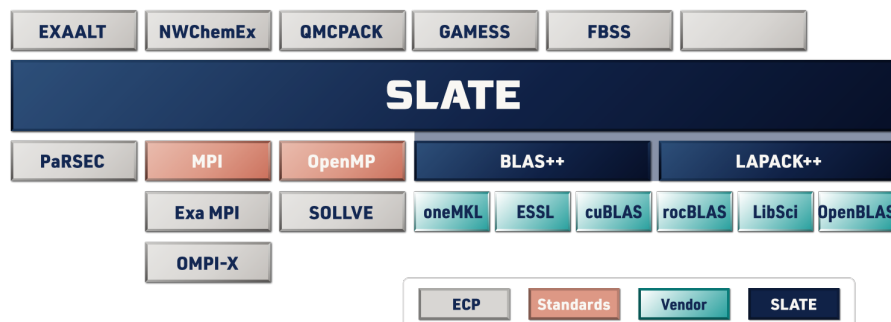 EXAALT NWChemEx QMCPACK GAMESS FBSS
SLATE
PaRSEC MPI OpenMP BLAS++ LAPACK++
Exa MPI SOLLVE oneMKL ESSL cuBLAS rocBLAS LibSci OpenBLAS
OMPI-X
ECP Standards Vendor SLATE